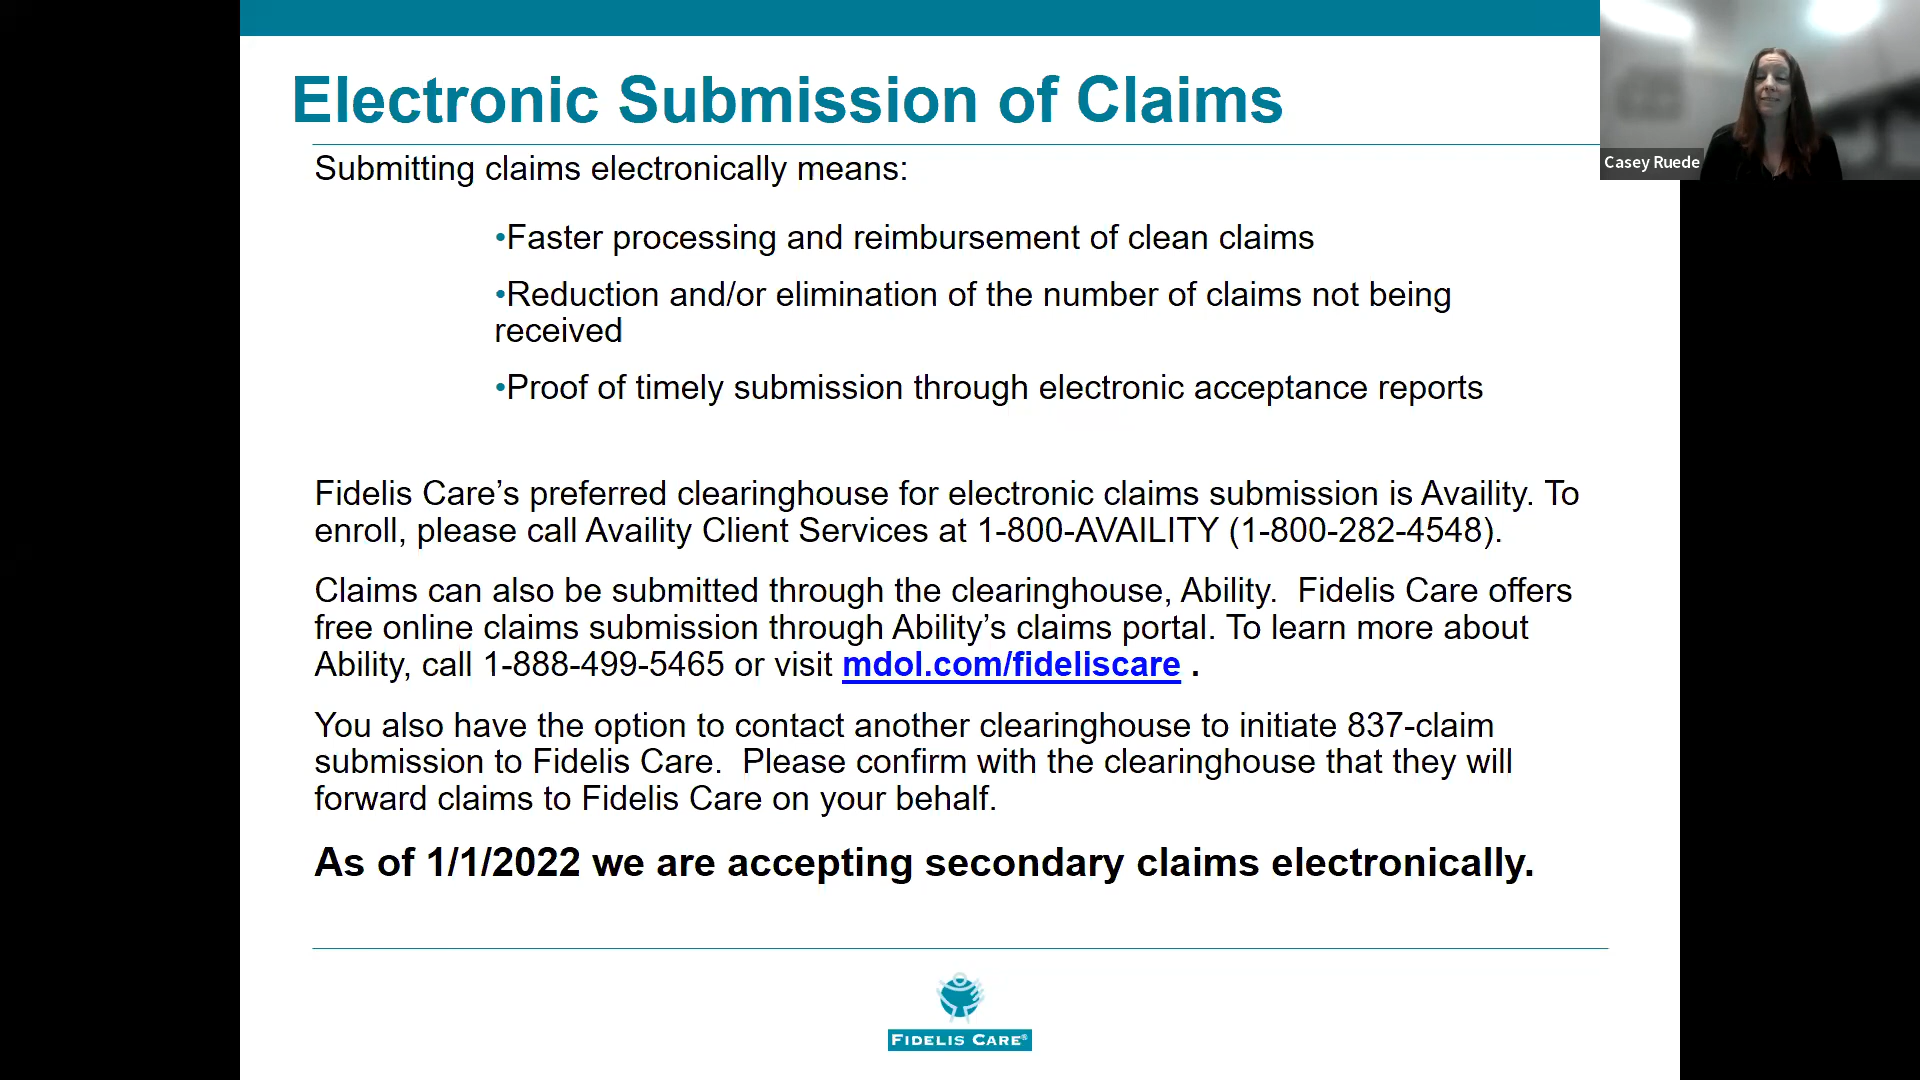 Electronic Submission of Claims
Casey Ruede
Submitting claims electronically means:
•Faster processing and reimbursement of clean claims
•Reduction and/or elimination of the number of claims not being
received
•Proof of timely submission through electronic acceptance reports
Fidelis Care’s preferred clearinghouse for electronic claims submission is Availity. To
enroll, please call Availity Client Services at 1-800-AVAILITY (1-800-282-4548).
Claims can also be submitted through the clearinghouse, Ability.  Fidelis Care offers
free online claims submission through Ability’s claims portal. To learn more about
Ability, call 1-888-499-5465 or visit mdol.com/fideliscare .
You also have the option to contact another clearinghouse to initiate 837-claim
submission to Fidelis Care.  Please confirm with the clearinghouse that they will
forward claims to Fidelis Care on your behalf.
As of 1/1/2022 we are accepting secondary claims electronically.
FIDELIS CARE®